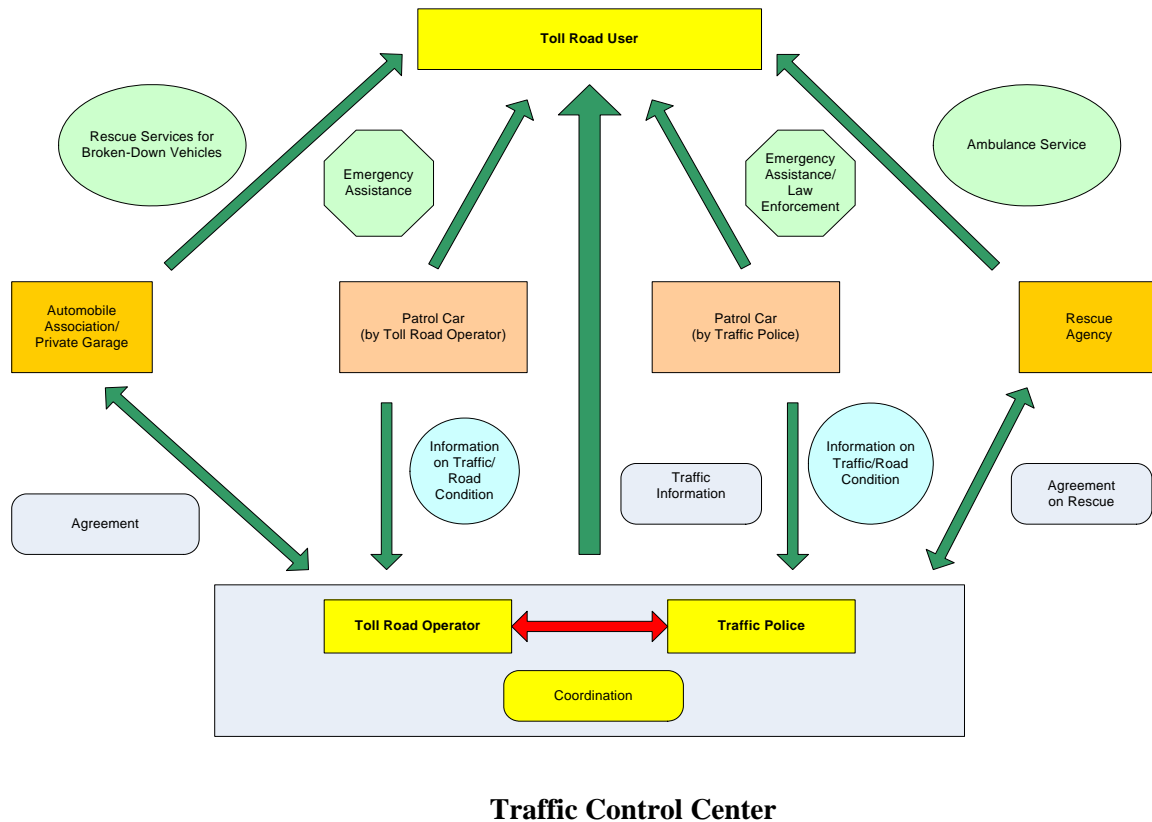 Toll Road User
Rescue Services for
Broken-Down Vehicles
Emergency
Assistance
Emergency
Assistance/
Law
Enforcement
Ambulance Service
Automobile
Association/
Private Garage
Patrol Car
(by Toll Road Operator)
Patrol Car
(by Traffic Police)
Rescue
Agency
Agreement
Information
on Traffic/
Road
Condition
Traffic
Information
Information on
Traffic/Road
Condition
Agreement
on Rescue
Toll Road Operator
Traffic Police
Coordination
Traffic Control Center